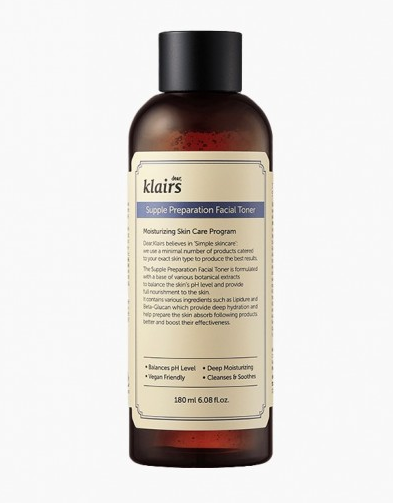 dear,
klairs
Supple Preparation Facial Toner
Moisturizing Skin Care Program
Dear,Klairs believes in 'Simple skincare':
we use a minimal number of products catered
to your exact skin type to produce the best results.
The Supple Preparation Facial Toner is formulated
with a base of various botanical extracts
to balance the skin's pH level and provide
full nourishment to the skin.
It contains various ingredients such as Lipidure and
Beta-Glucan which provide deep hydration and
help prepare the skin absorb following products
better and boost their effectiveness.
• Balances pH Level • Deep Moisturizing
• Vegan Friendly • Cleanses & Soothes
180 ml 6.08 fl.oz.